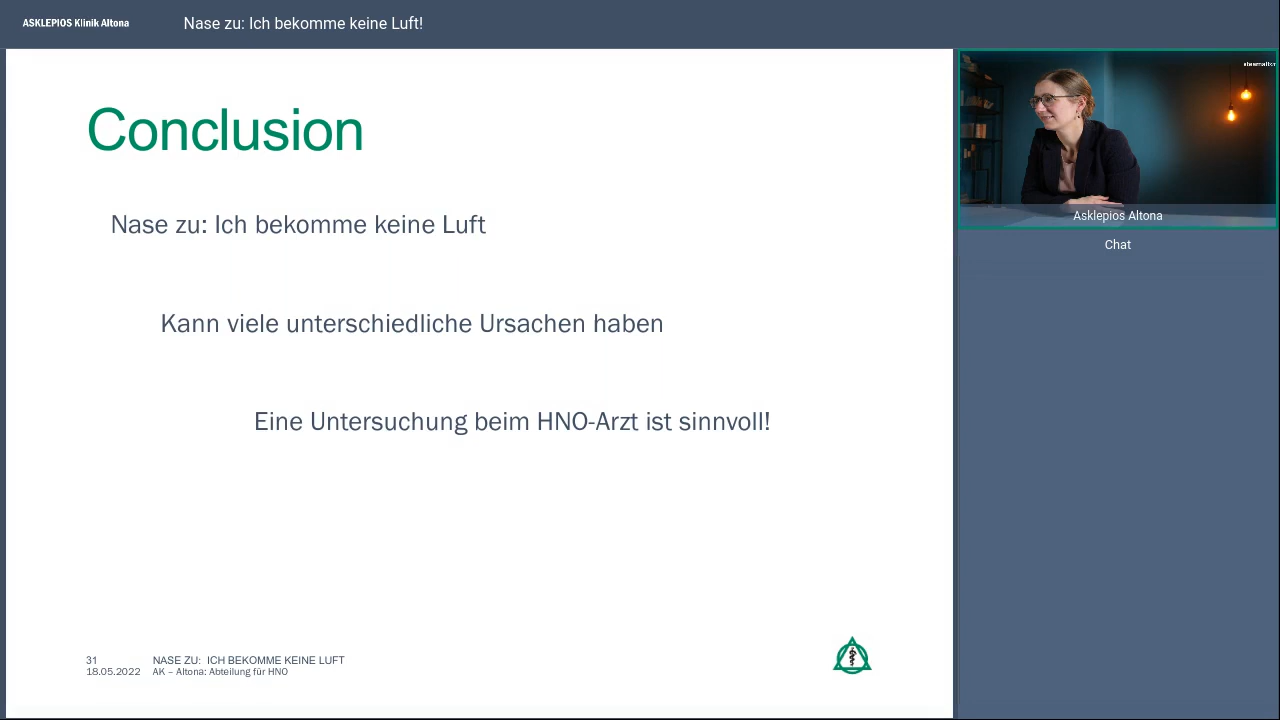 ASKLEPIOS Klinik Altona
Nase zu: Ich bekomme keine Luft!
Conclusion
Nase zu: Ich bekomme keine Luft
Kann viele unterschiedliche Ursachen haben
Eine Untersuchung beim HNO-Arzt ist sinnvoll!
Asklepios Altona
Chat
31 NASE ZU: ICH BEKOMME KEINE LUFT
18.05.2022 AK – Altona: Abteilung für HNO